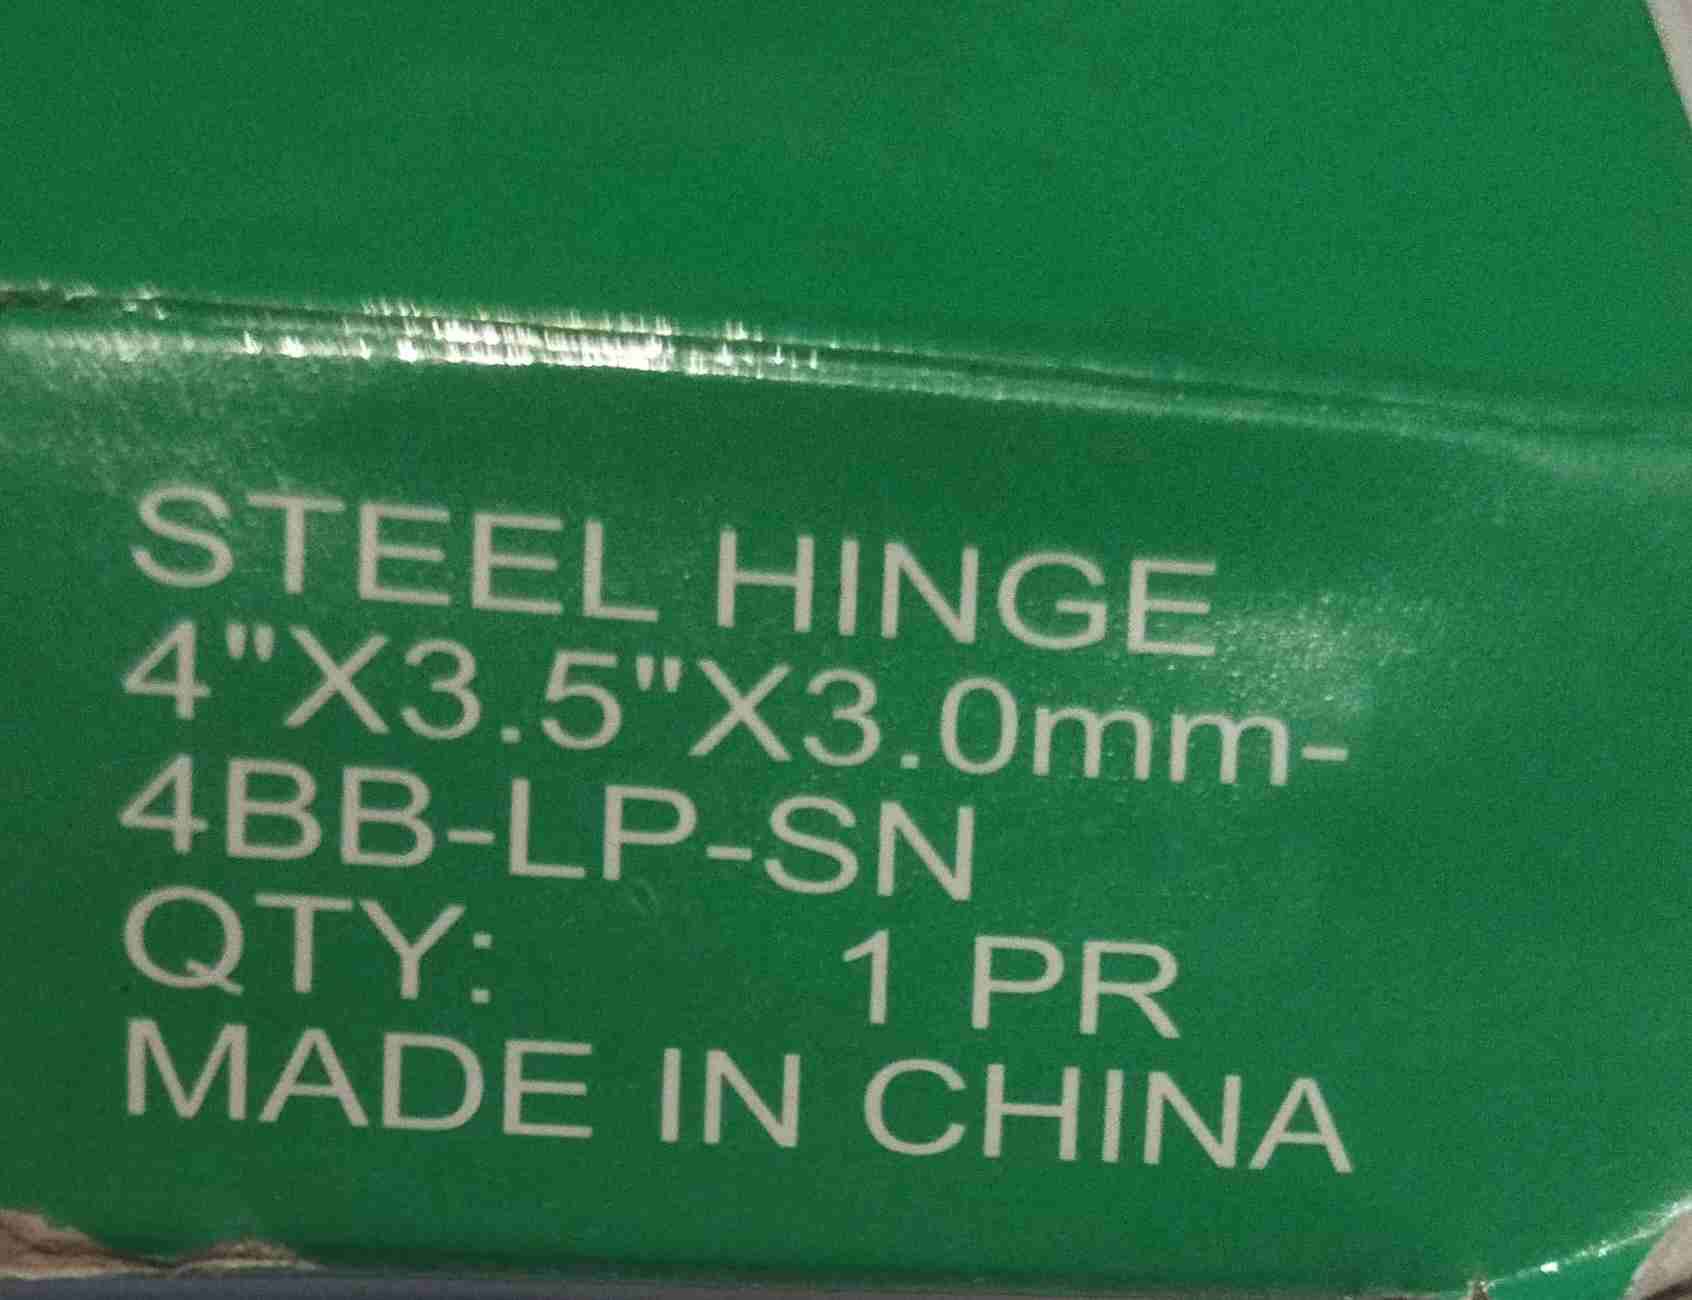 STEEL HINGE
4"X3.5"X3.0mm-
4BB-LP-SN
QTY: 1 PR
MADE IN CHINA